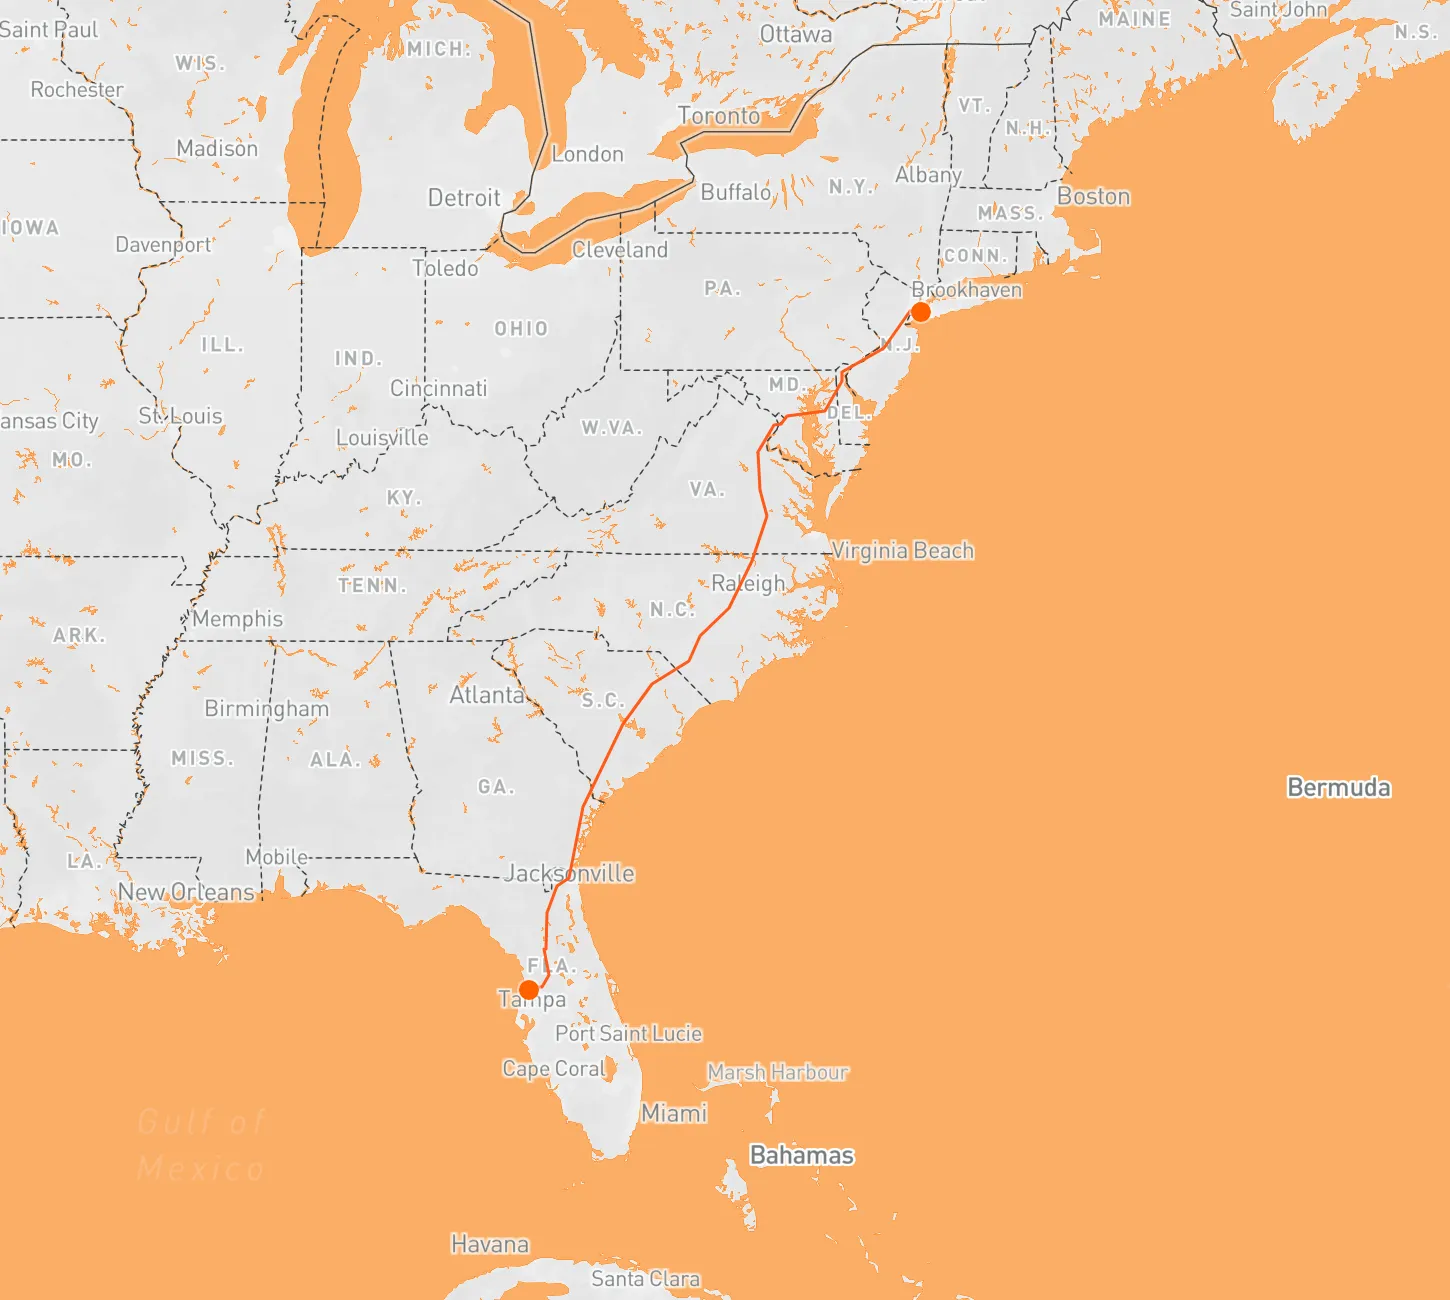 Saint Paul
Rochester
WIS.
Madison
IOWA
Davenport
MICH.
Detroit
Toledo
London
Toronto
Ottawa
Buffalo
Cleveland
N.Y.
Albany
VT.
N.H.
MAINE
Saint John
N.S.
MASS.
Boston
CONN.
Brookhaven
PA.
N.J.
OHIO
IND.
ILL.
Cincinnati
St. Louis
ansas City
MO.
Louisville
W.VA.
MD.
DEL.
KY.
VA.
Virginia Beach
TENN.
Raleigh
N.C.
Memphis
ARK.
Atlanta
S.C.
Birmingham
MISS.
ALA.
GA.
Bermuda
LA.
Mobile
New Orleans
Jacksonville
FLA.
Tampa
Port Saint Lucie
Cape Coral
Marsh Harbour
Miami
Gulf of
Mexico
Bahamas
Havana
Santa Clara